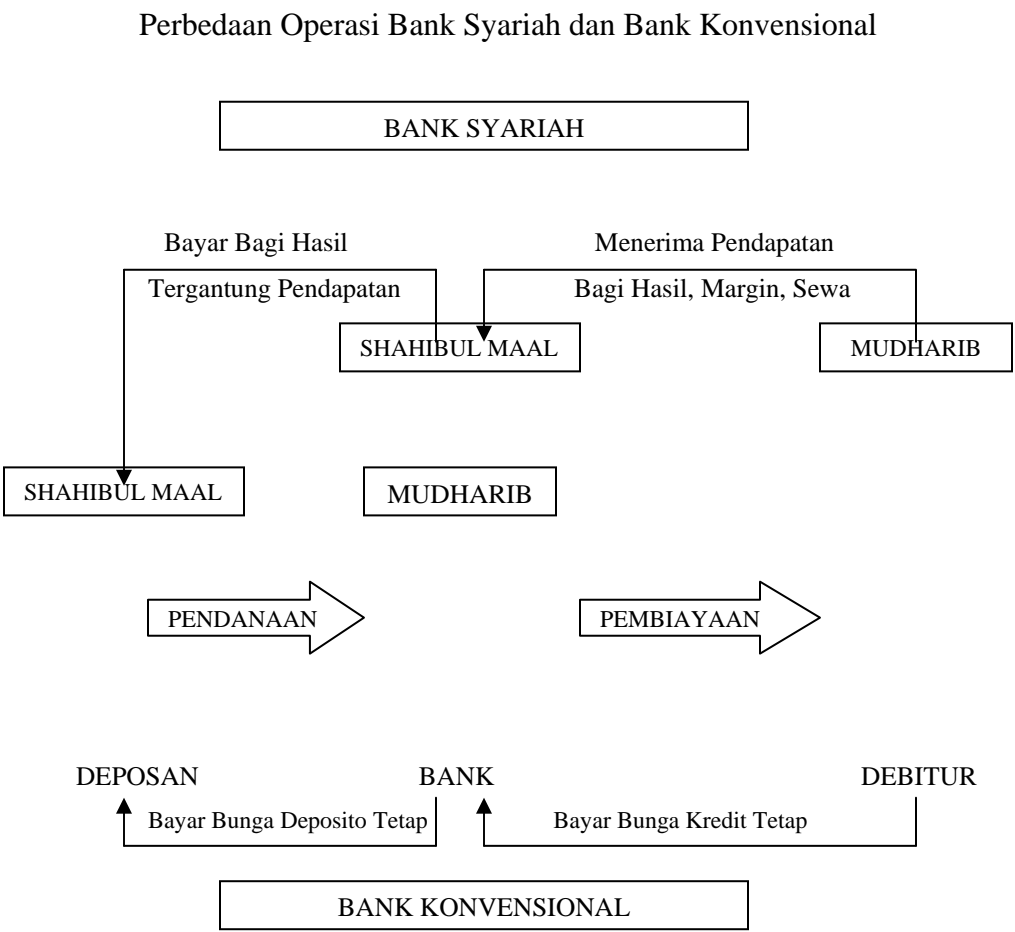 Perbedaan Operasi Bank Syariah dan Bank Konvensional
BANK SYARIAH
Bayar Bagi Hasil
Menerima Pendapatan
Tergantung Pendapatan
Bagi Hasil, Margin, Sewa
SHAHIBUL MAAL
MUDHARIB
SHAHIBUL MAAL
MUDHARIB
PENDANAAN
PEMBIAYAAN
DEPOSAN
BANK
DEBITUR
Bayar Bunga Deposito Tetap
Bayar Bunga Kredit Tetap
BANK KONVENSIONAL